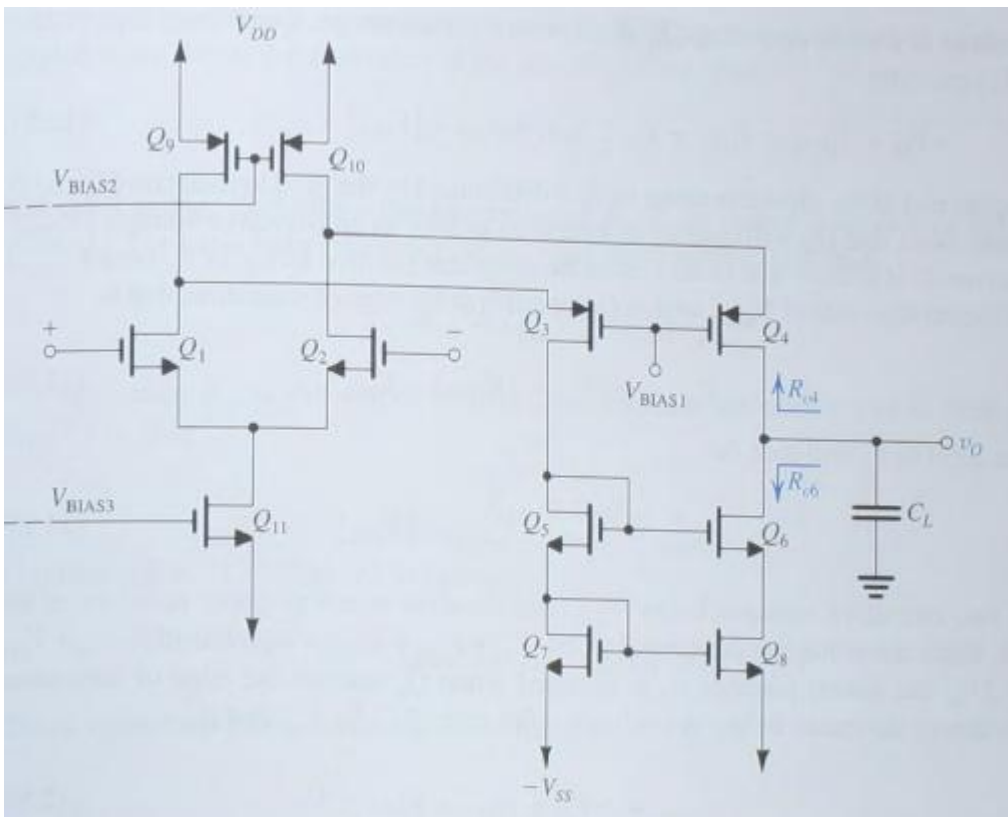 V_DD
Q_9
Q_10
V_BIAS2
+
−
Q_1
Q_2
Q_3
Q_4
V_BIAS1
R_o4
v_O
R_o6
V_BIAS3
Q_11
Q_5
Q_6
C_L
Q_7
Q_8
−V_SS